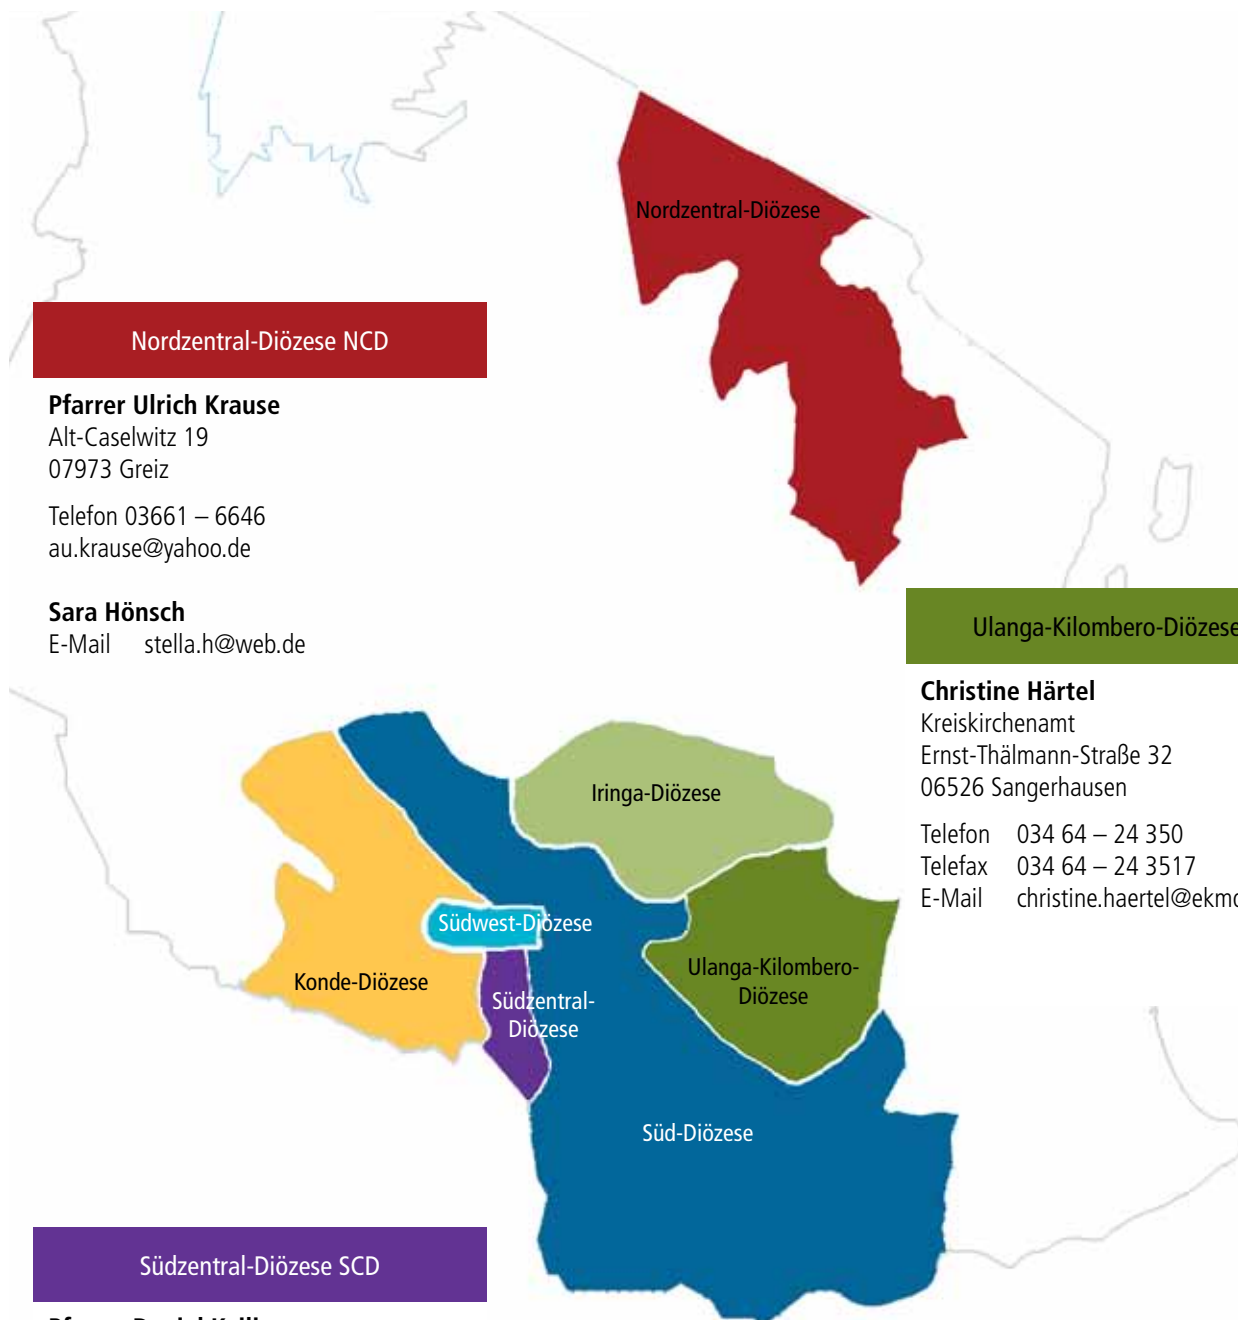 Nordzentral-Diözese
Nordzentral-Diözese NCD
Pfarrer Ulrich Krause
Alt-Caselwitz 19
07973 Greiz
Telefon 03661 – 6646
au.krause@yahoo.de
Sara Hönsch
E-Mail stella.h@web.de
Ulanga-Kilombero-Diözese
Christine Härtel
Kreiskirchenamt
Ernst-Thälmann-Straße 32
06526 Sangerhausen
Telefon 034 64 – 24 350
Telefax 034 64 – 24 3517
E-Mail
Iringa-Diözese
Südwest-Diözese
Konde-Diözese
Südzentral-
Diözese
Ulanga-Kilombero-
Diözese
Süd-Diözese
Südzentral-Diözese SCD